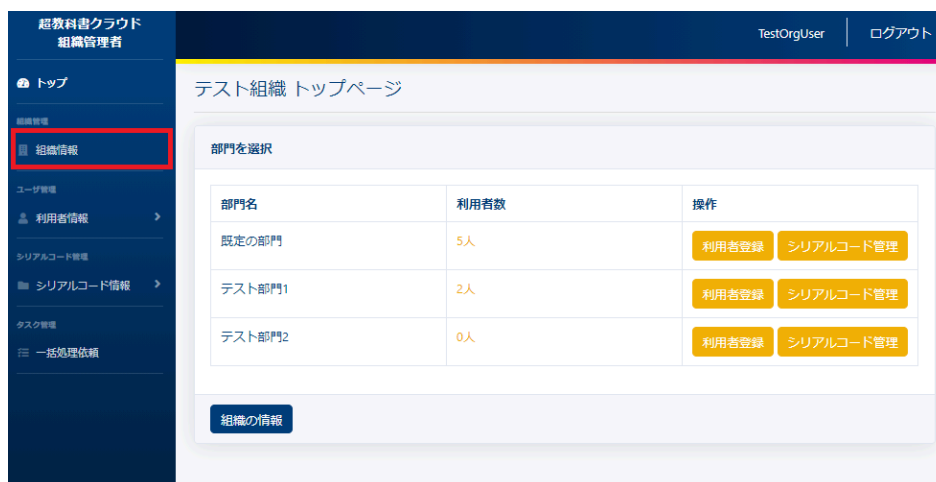 超教科書クラウド
組織管理者
TestOrgUser
ログアウト
トップ
組織管理
組織情報
ユーザ管理
利用者情報
シリアルコード管理
シリアルコード情報
タスク管理
一括処理依頼
テスト組織 トップページ
部門を選択
部門名 利用者数 操作
既定の部門 5人 利用者登録 シリアルコード管理
テスト部門1 2人 利用者登録 シリアルコード管理
テスト部門2 0人 利用者登録 シリアルコード管理
組織の情報